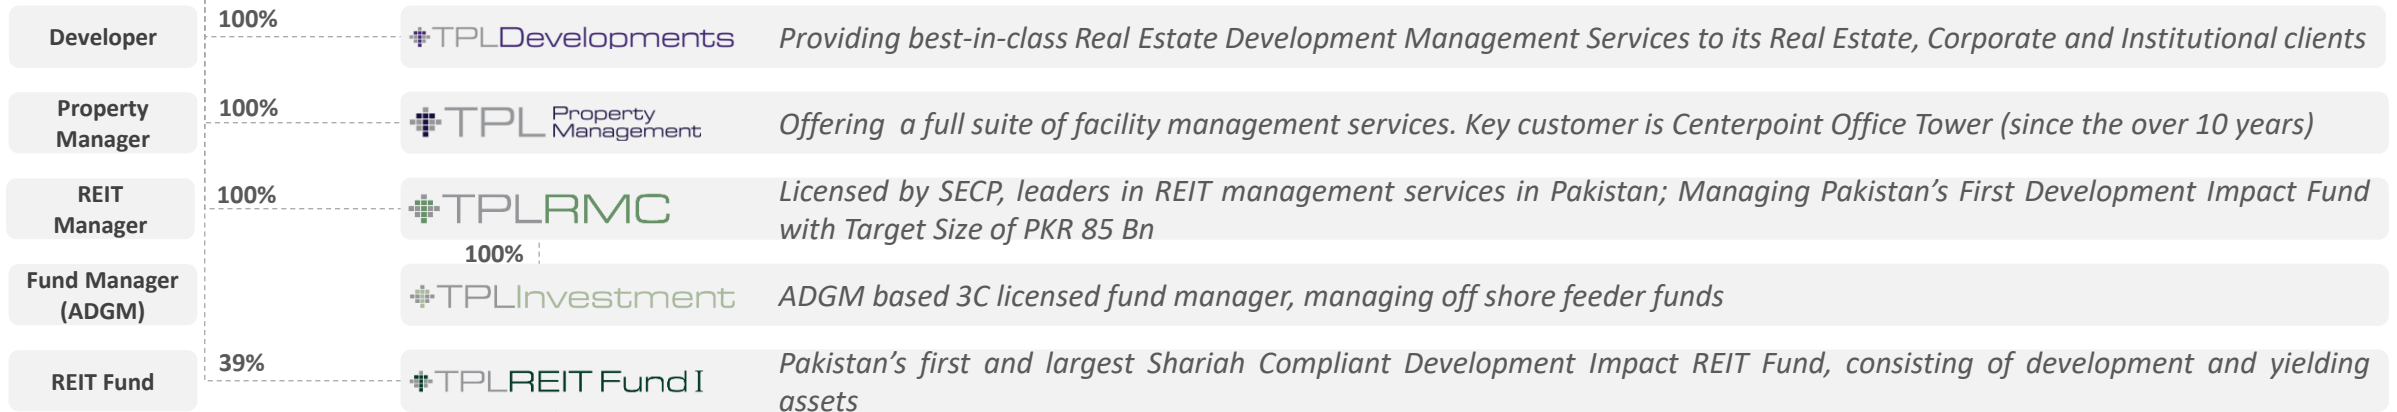 Developer
100%
TPLDevelopments
Providing best-in-class Real Estate Development Management Services to its Real Estate, Corporate and Institutional clients
Property
Manager
100%
TPL Property
Management
Offering a full suite of facility management services. Key customer is Centerpoint Office Tower (since the over 10 years)
REIT
Manager
100%
TPLRMC
Licensed by SECP, leaders in REIT management services in Pakistan; Managing Pakistan’s First Development Impact Fund
with Target Size of PKR 85 Bn
100%
Fund Manager
(ADGM)
TPLInvestment
ADGM based 3C licensed fund manager, managing off shore feeder funds
REIT Fund
39%
TPLREIT Fund I
Pakistan’s first and largest Shariah Compliant Development Impact REIT Fund, consisting of development and yielding
assets